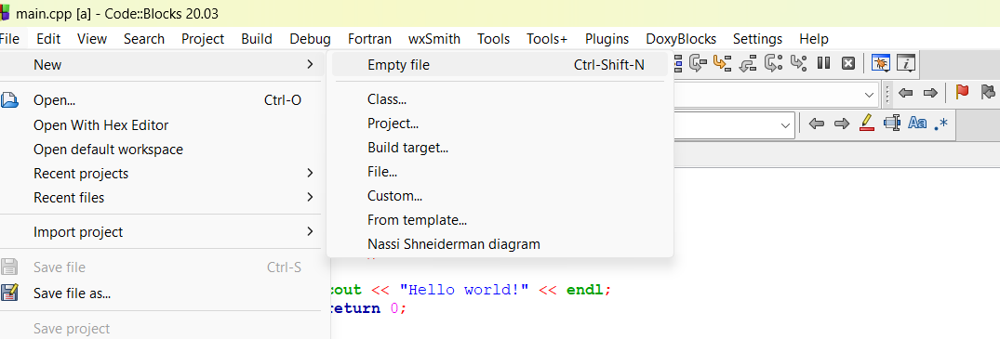 main.cpp [a] - Code::Blocks 20.03
File Edit View Search Project Build Debug Fortran wxSmith Tools Tools+ Plugins DoxyBlocks Settings Help
New
Empty file Ctrl-Shift-N
Class...
Project...
Build target...
File...
Custom...
From template...
Nassi Shneiderman diagram
Open... Ctrl-O
Open With Hex Editor
Open default workspace
Recent projects
Recent files
Import project
Save file Ctrl-S
Save file as...
Save project
Aa .*
cout << "Hello world!" << endl;
return 0;